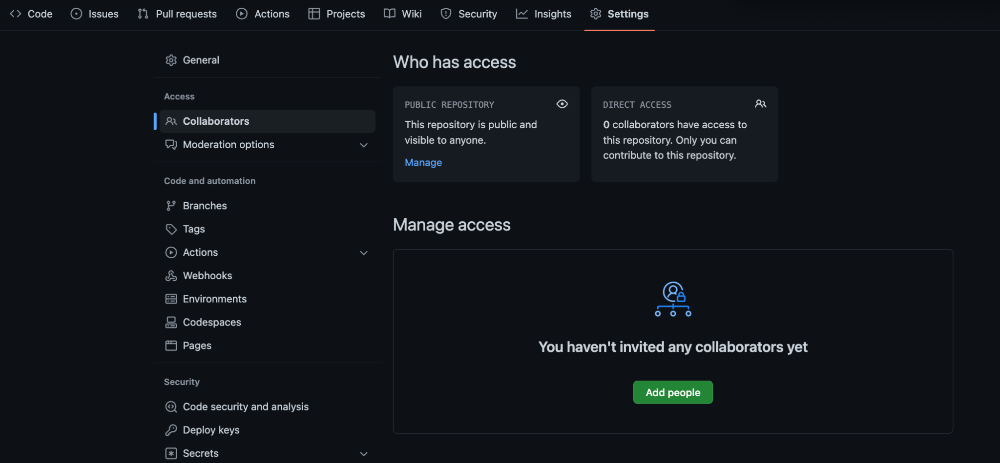 Code Issues Pull requests Actions Projects Wiki Security Insights Settings
General
Access
Collaborators
Moderation options
Code and automation
Branches
Tags
Actions
Webhooks
Environments
Codespaces
Pages
Security
Code security and analysis
Deploy keys
Secrets
Who has access
PUBLIC REPOSITORY
This repository is public and
visible to anyone.
Manage
DIRECT ACCESS
0 collaborators have access to
this repository. Only you can
contribute to this repository.
Manage access
You haven't invited any collaborators yet
Add people